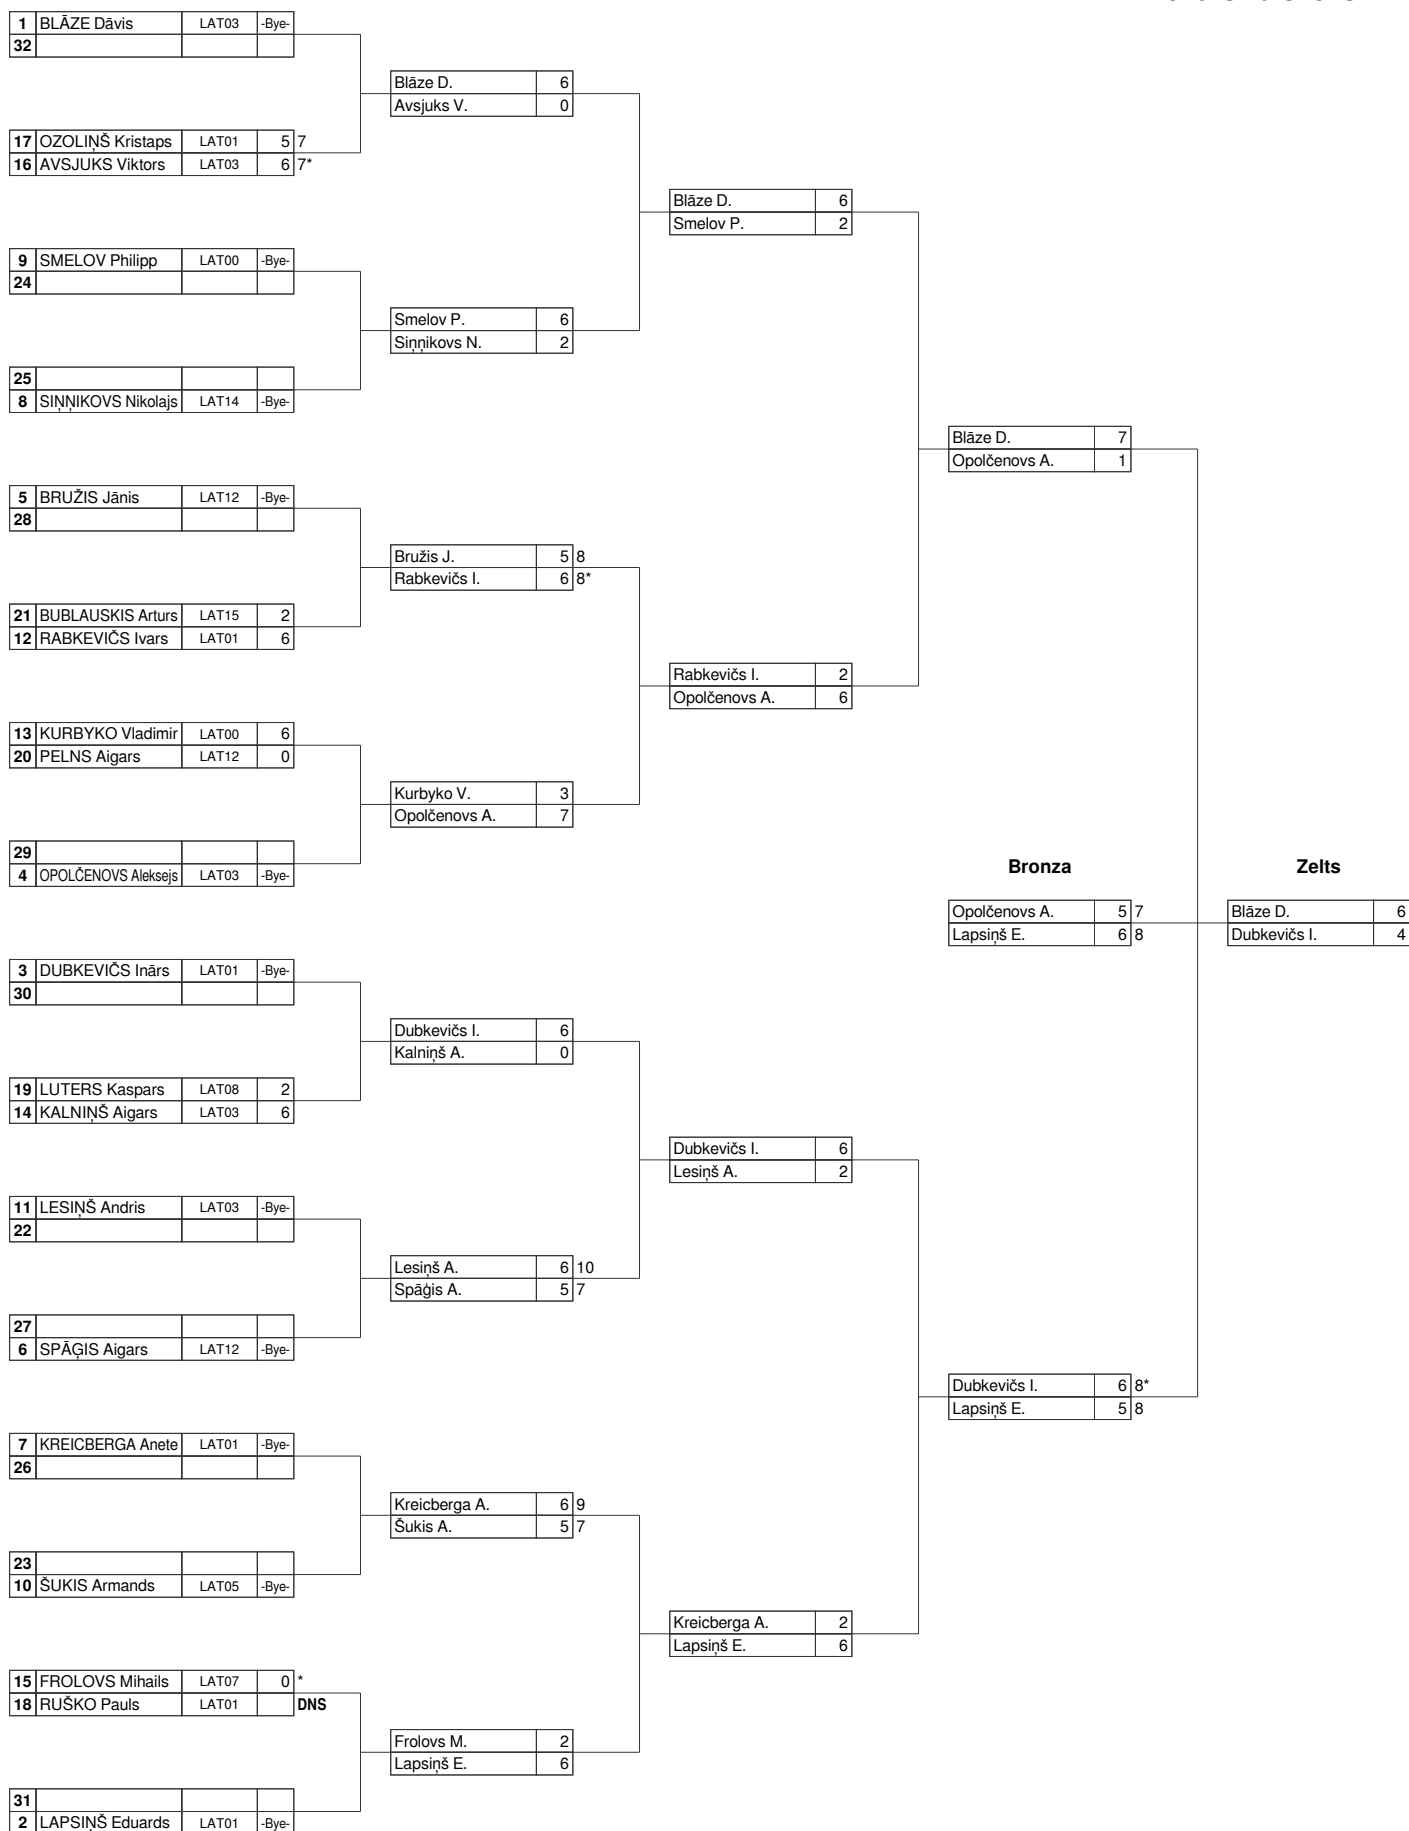 1 BLĀZE Dāvis LAT03 -Bye-
32
Blāze D. 6
Avsjuks V. 0
17 OZOLIŅŠ Kristaps LAT01 5 7
16 AVSJUKS Viktors LAT03 6 7*
Blāze D. 6
Smelov P. 2
9 SMELOV Philipp LAT00 -Bye-
24
Smelov P. 6
Siņņikovs N. 2
25
8 SIŅŅIKOVS Nikolajs LAT14 -Bye-
Blāze D. 7
Opolčenovs A. 1
5 BRUŽIS Jānis LAT12 -Bye-
28
Bružis J. 5 8
Rabkevičs I. 6 8*
21 BUBLAUSKIS Arturs LAT15 2
12 RABKEVIČS Ivars LAT01 6
Rabkevičs I. 2
Opolčenovs A. 6
13 KURBYKO Vladimir LAT00 6
20 PELNS Aigars LAT12 0
Kurbyko V. 3
Opolčenovs A. 7
29
4 OPOLČENOVS Aleksejs LAT03 -Bye-
Bronza Zelts
Opolčenovs A. 5 7 Blāze D. 6
Lapsiņš E. 6 8 Dubkevičs I. 4
3 DUBKEVIČS Inārs LAT01 -Bye-
30
Dubkevičs I. 6
Kalniņš A. 0
19 LUTERS Kaspars LAT08 2
14 KALNIŅŠ Aigars LAT03 6
Dubkevičs I. 6
Lesiņš A. 2
11 LESIŅŠ Andris LAT03 -Bye-
22
Lesiņš A. 6 10
Spāģis A. 5 7
27
6 SPĀĢIS Aigars LAT12 -Bye-
Dubkevičs I. 6 8*
Lapsiņš E. 5 8
7 KREICBERGA Anete LAT01 -Bye-
26
Kreicberga A. 6 9
Šukis A. 5 7
23
10 ŠUKIS Armands LAT05 -Bye-
Kreicberga A. 2
Lapsiņš E. 6
15 FROLOVS Mihails LAT07 0 *
18 RUŠKO Pauls LAT01 DNS
Frolovs M. 2
Lapsiņš E. 6
31
2 LAPSIŅŠ Eduards LAT01 -Bye-